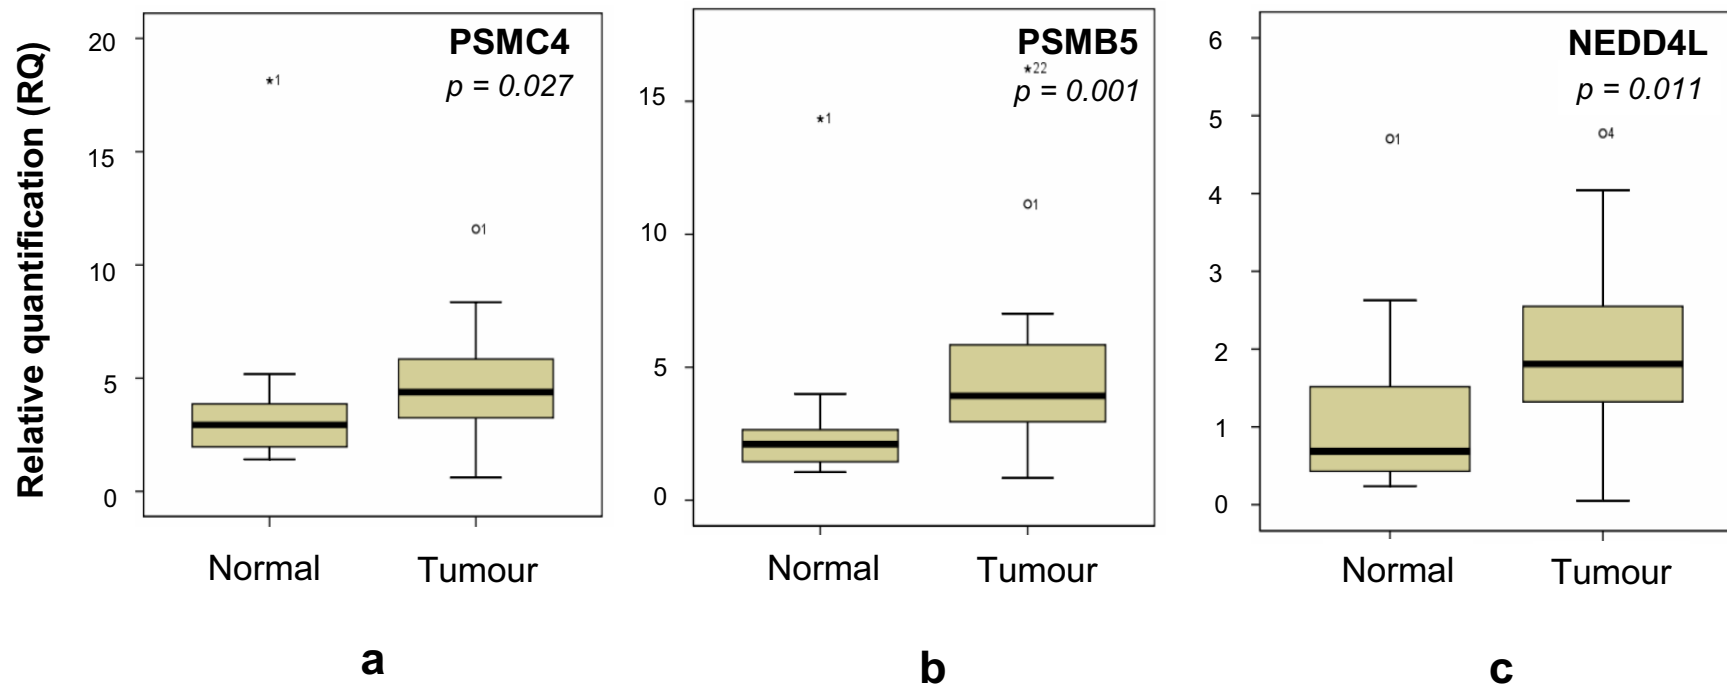 Relative quantification (RQ)
20
15
10
5
0
PSMC4
p = 0.027
*1
o1
Normal
Tumour
a
15
10
5
0
PSMB5
*22
p = 0.001
*1
o1
Normal
Tumour
b
6
5
4
3
2
1
0
NEDD4L
p = 0.011
o1
o4
Normal
Tumour
c